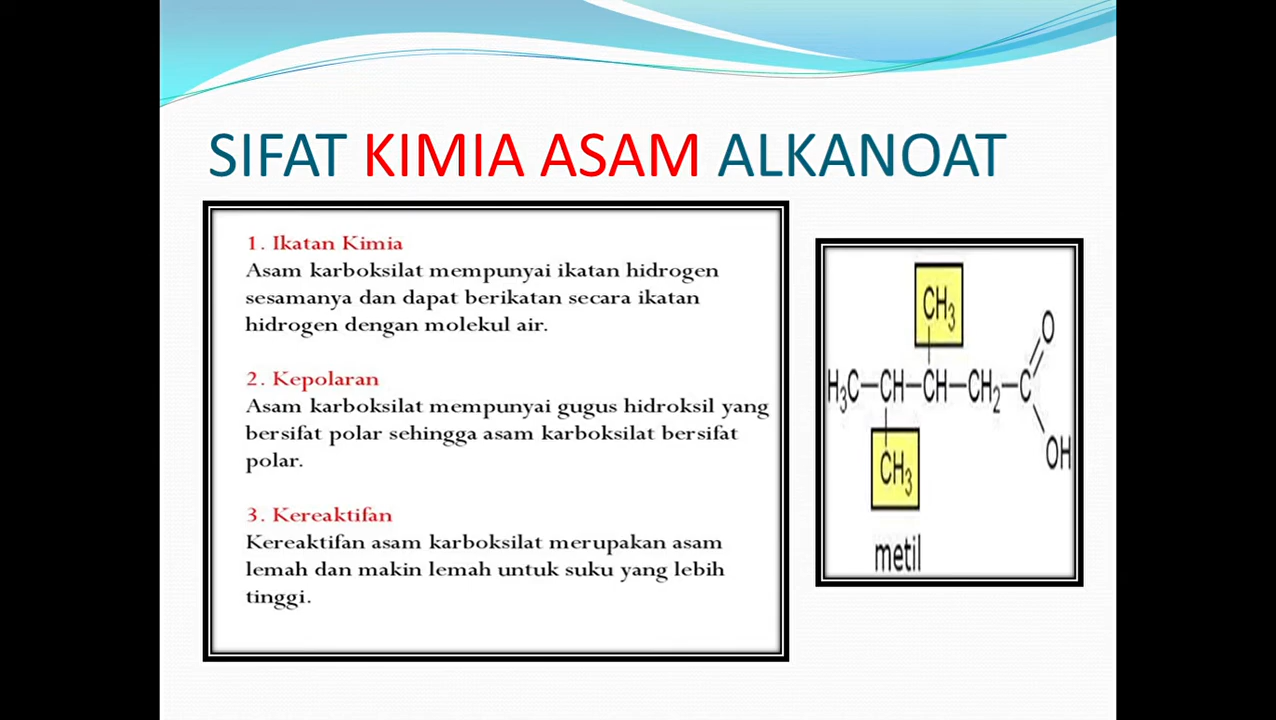 SIFAT KIMIA ASAM ALKANOAT
1. Ikatan Kimia
Asam karboksilat mempunyai ikatan hidrogen
sesamanya dan dapat berikatan secara ikatan
hidrogen dengan molekul air.
2. Kepolaran
Asam karboksilat mempunyai gugus hidroksil yang
bersifat polar sehingga asam karboksilat bersifat
polar.
3. Kereaktifan
Kereaktifan asam karboksilat merupakan asam
lemah dan makin lemah untuk suku yang lebih
tinggi.
CH3
O
H3C—CH—CH—CH2—C
OH
CH3
metil